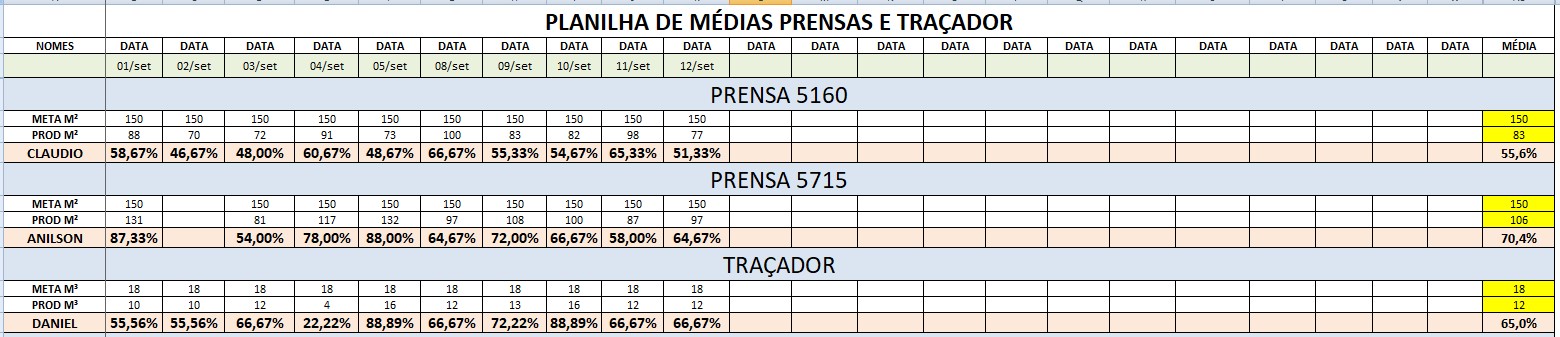 PLANILHA DE MÉDIAS PRENSAS E TRAÇADOR
NOMES DATA DATA DATA DATA DATA DATA DATA DATA DATA DATA DATA DATA DATA DATA DATA DATA DATA DATA DATA DATA DATA DATA MÉDIA
01/set 02/set 03/set 04/set 05/set 08/set 09/set 10/set 11/set 12/set
PRENSA 5160
META M² 150 150 150 150 150 150 150 150 150 150 150
PROD M² 88 70 72 91 73 100 83 82 98 77 83
CLAUDIO 58,67% 46,67% 48,00% 60,67% 48,67% 66,67% 55,33% 54,67% 65,33% 51,33% 55,6%
PRENSA 5715
META M² 150 150 150 150 150 150 150 150 150 150
PROD M² 131 81 117 132 97 108 100 87 97 106
ANILSON 87,33% 54,00% 78,00% 88,00% 64,67% 72,00% 66,67% 58,00% 64,67% 70,4%
TRAÇADOR
META M³ 18 18 18 18 18 18 18 18 18 18 18
PROD M³ 10 10 12 4 16 12 13 16 12 12 12
DANIEL 55,56% 55,56% 66,67% 22,22% 88,89% 66,67% 72,22% 88,89% 66,67% 66,67% 65,0%